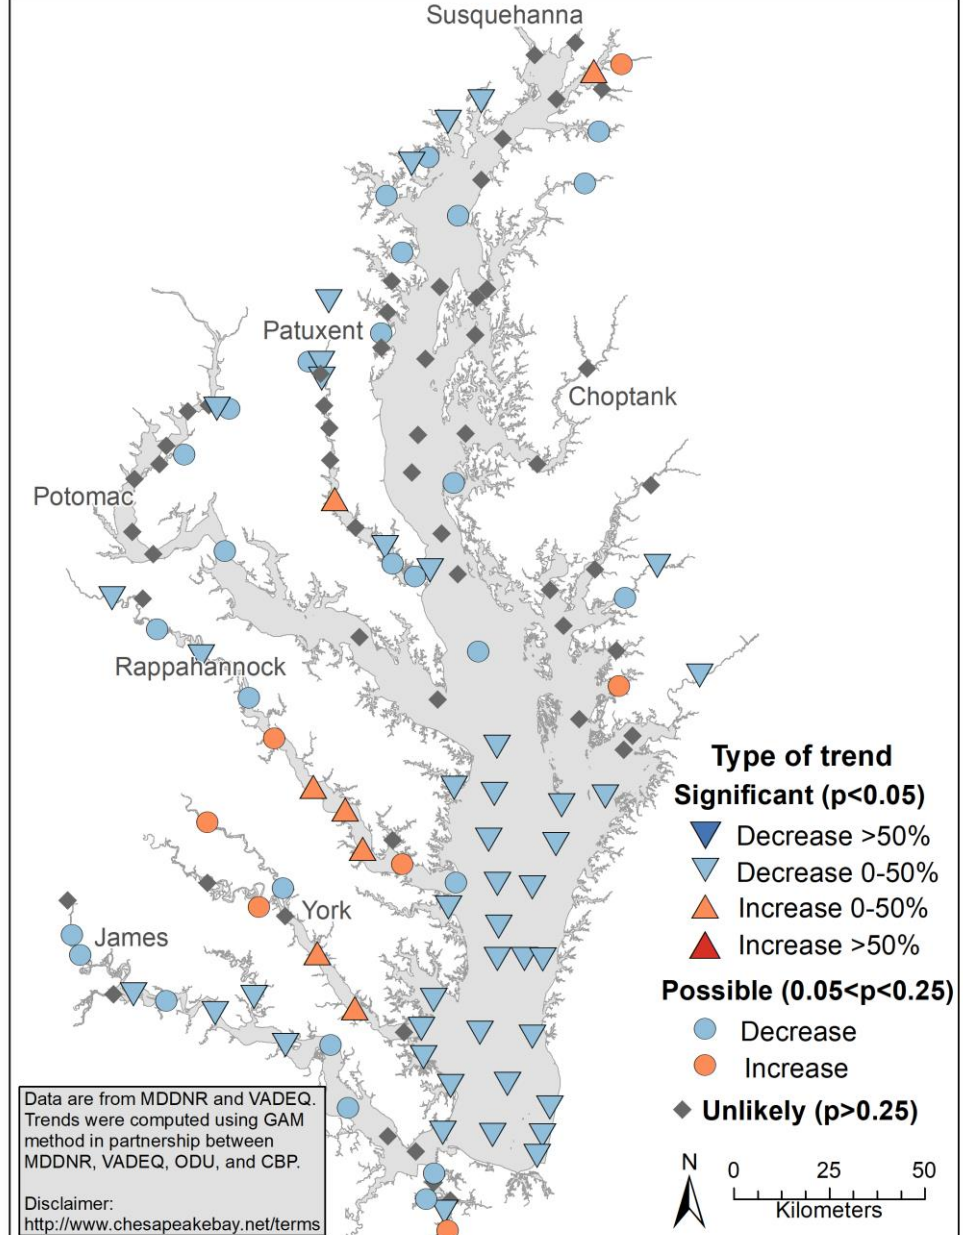 Susquehanna
Patuxent
Choptank
Potomac
Rappahannock
York
James
Type of trend
Significant (p<0.05)
Decrease >50%
Decrease 0-50%
Increase 0-50%
Increase >50%
Possible (0.05<p<0.25)
Decrease
Increase
Unlikely (p>0.25)
Data are from MDDNR and VADEQ.
Trends were computed using GAM
method in partnership between
MDDNR, VADEQ, ODU, and CBP.
Disclaimer:
http://www.chesapeakebay.net/terms
N
0 25 50
Kilometers